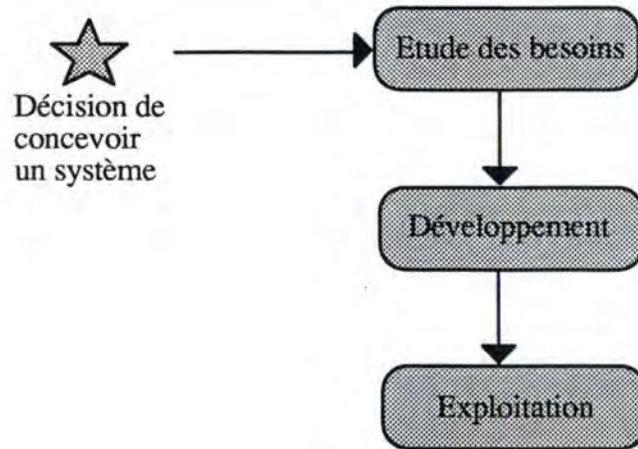 Etude des besoins
Décision de
concevoir
un système
Développement
Exploitation